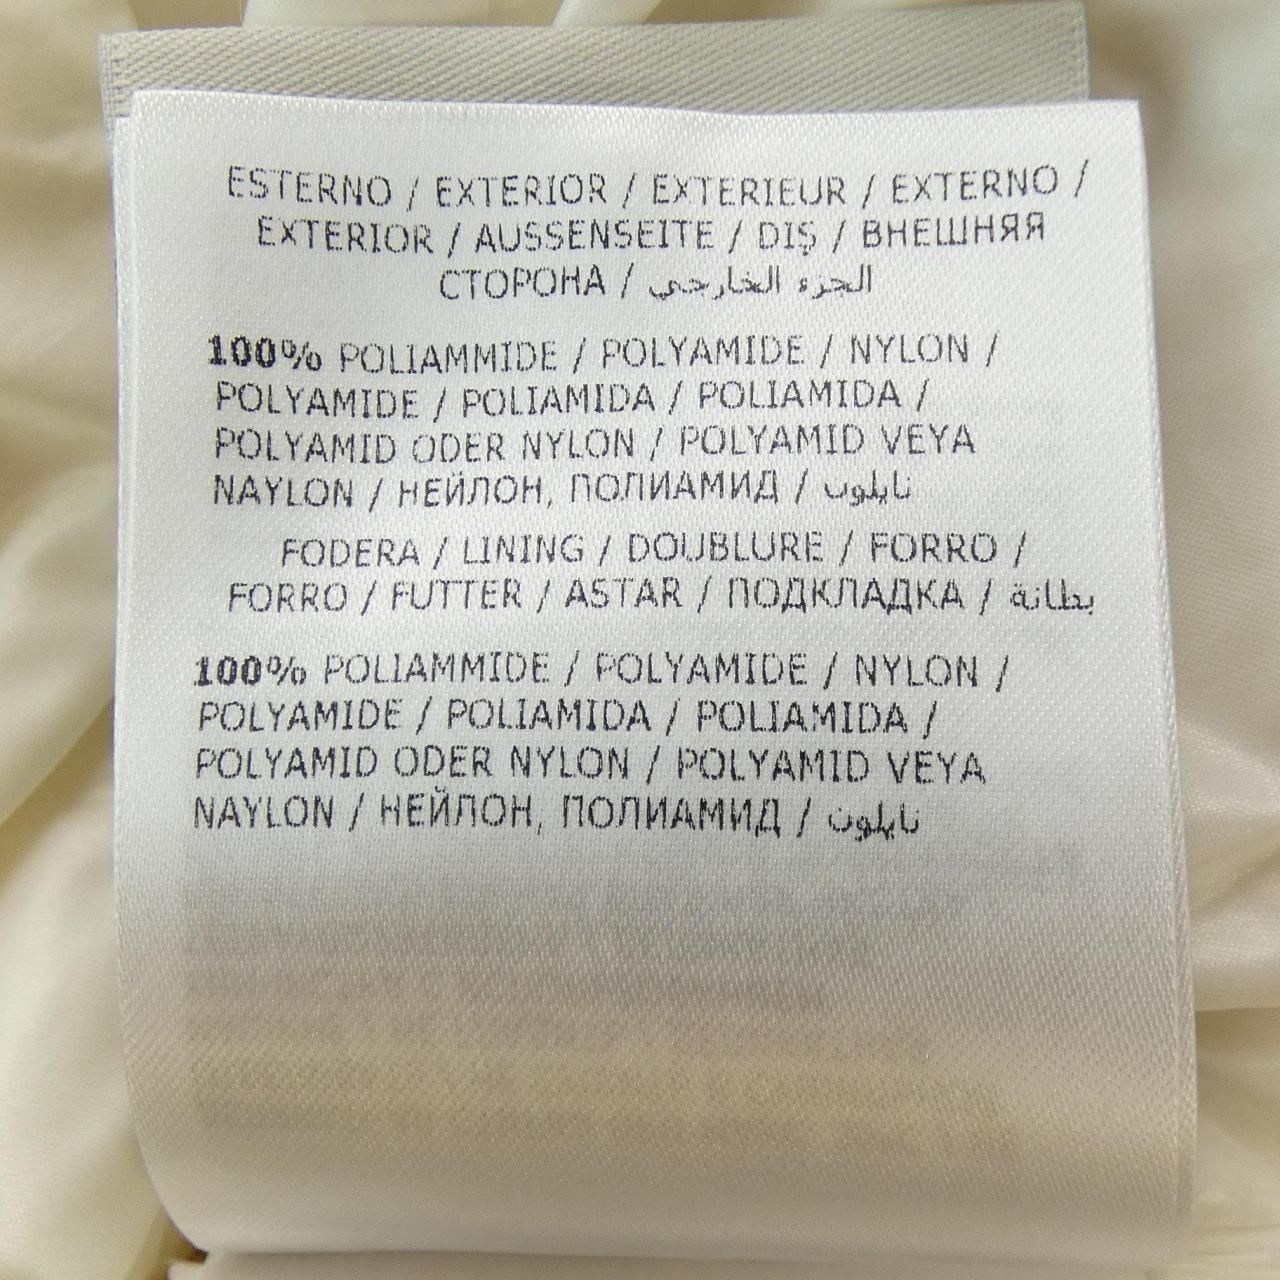 ESTERNO / EXTERIOR / EXTERIEUR / EXTERNO /
EXTERIOR / AUSSENSEITE / DIŞ / ВНЕШНЯЯ
СТОРОНА / الجزء الخارجي
100% POLIAMMIDE / POLYAMIDE / NYLON /
POLYAMIDE / POLIAMIDA / POLIAMIDA /
POLYAMID ODER NYLON / POLYAMID VEYA
NAYLON / НЕЙЛОН, ПОЛИАМИД / نايلون
FODERA / LINING / DOUBLURE / FORRO /
FORRO / FUTTER / ASTAR / ПОДКЛАДКА / بطانة
100% POLIAMMIDE / POLYAMIDE / NYLON /
POLYAMIDE / POLIAMIDA / POLIAMIDA /
POLYAMID ODER NYLON / POLYAMID VEYA
NAYLON / НЕЙЛОН, ПОЛИАМИД / نايلون